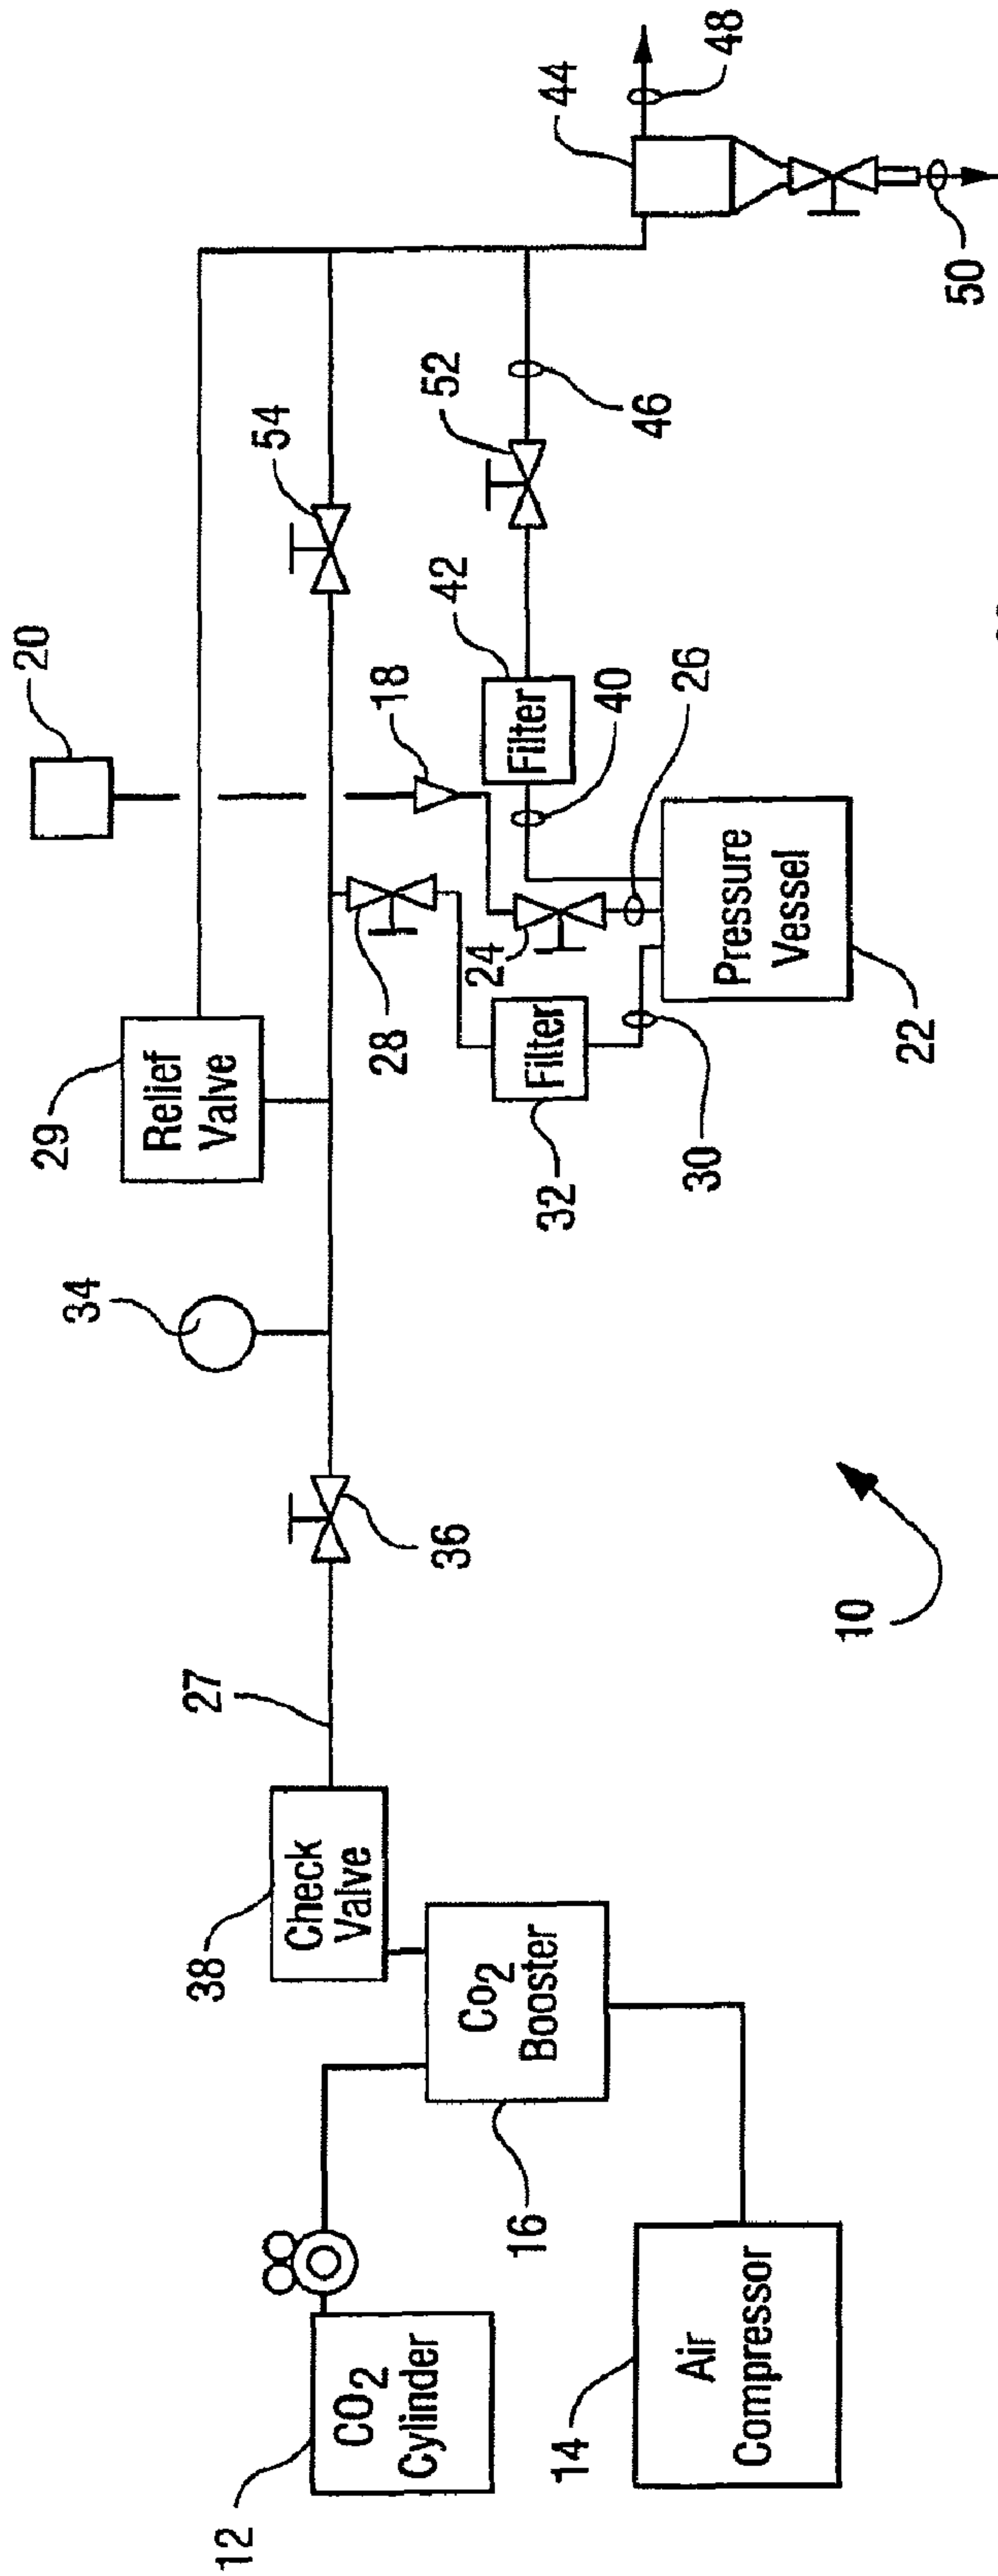 20
29
Relief
Valve
54
44
48
34
18
42
52
28
24
Filter
40
26
46
50
32
Filter
30
Pressure
Vessel
22
27
36
10
38
Check
Valve
Co2
Booster
16
12
CO2
Cylinder
14
Air
Compressor